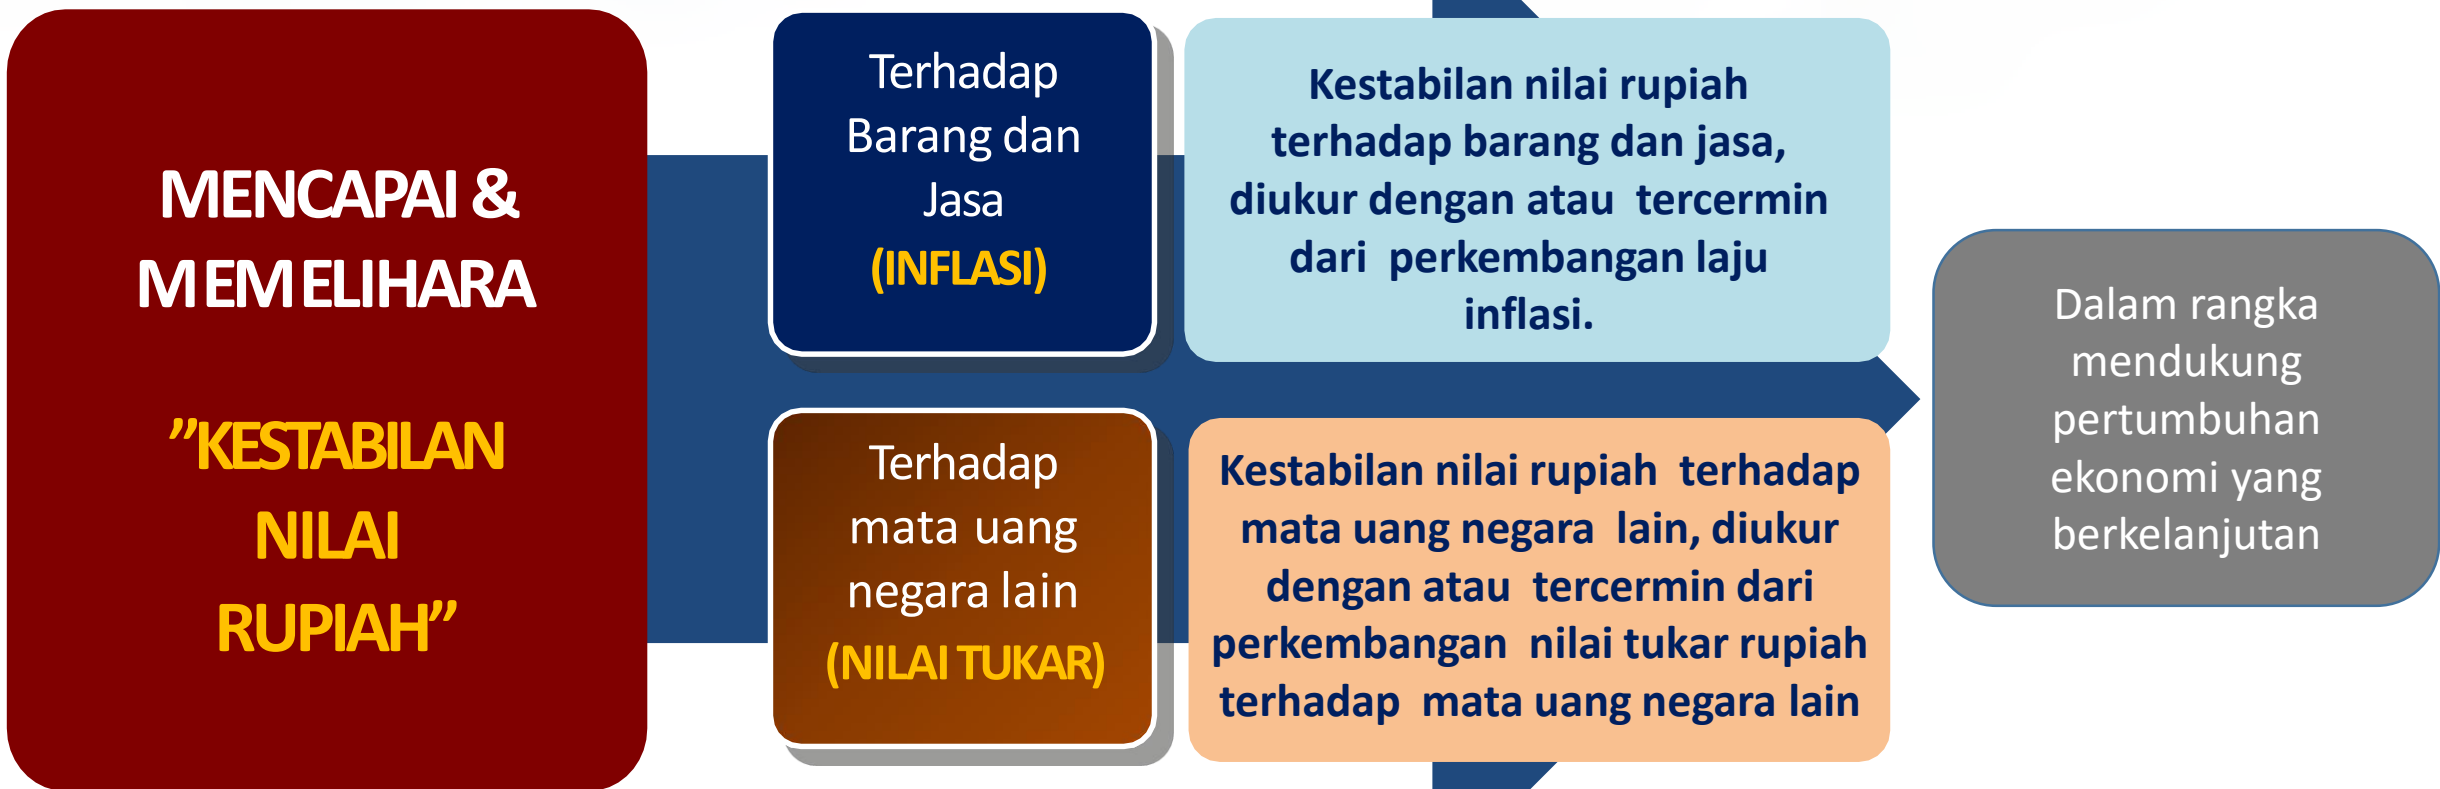 MENCAPAI &
MEMELIHARA
”KESTABILAN
NILAI
RUPIAH”
Terhadap
Barang dan
Jasa
(INFLASI)
Kestabilan nilai rupiah
terhadap barang dan jasa,
diukur dengan atau tercermin
dari perkembangan laju
inflasi.
Terhadap
mata uang
negara lain
(NILAI TUKAR)
Kestabilan nilai rupiah terhadap
mata uang negara lain, diukur
dengan atau tercermin dari
perkembangan nilai tukar rupiah
terhadap mata uang negara lain
Dalam rangka
mendukung
pertumbuhan
ekonomi yang
berkelanjutan